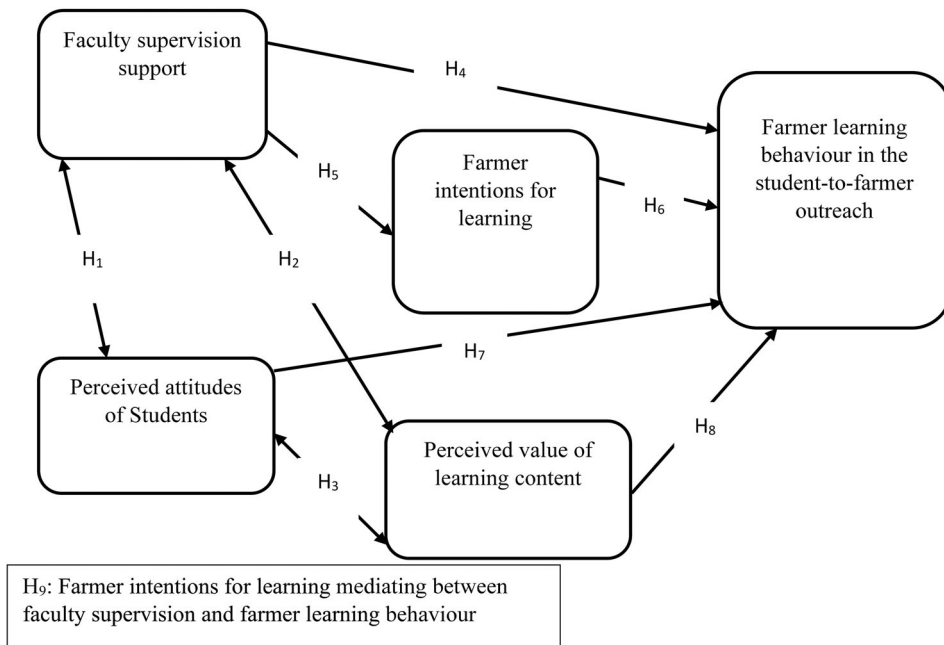 Faculty supervision
support
H₄
Farmer learning
behaviour in the
student-to-farmer
outreach
Farmer
intentions for
learning
H₅
H₆
H₁
H₂
H₇
Perceived attitudes
of Students
H₈
Perceived value of
learning content
H₃
H₉: Farmer intentions for learning mediating between
faculty supervision and farmer learning behaviour